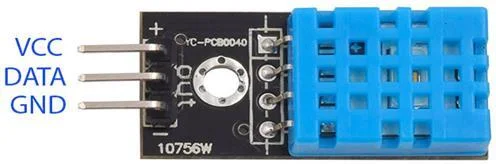 VCC
DATA
GND
+
YC-PCB0040
out
-
10756W